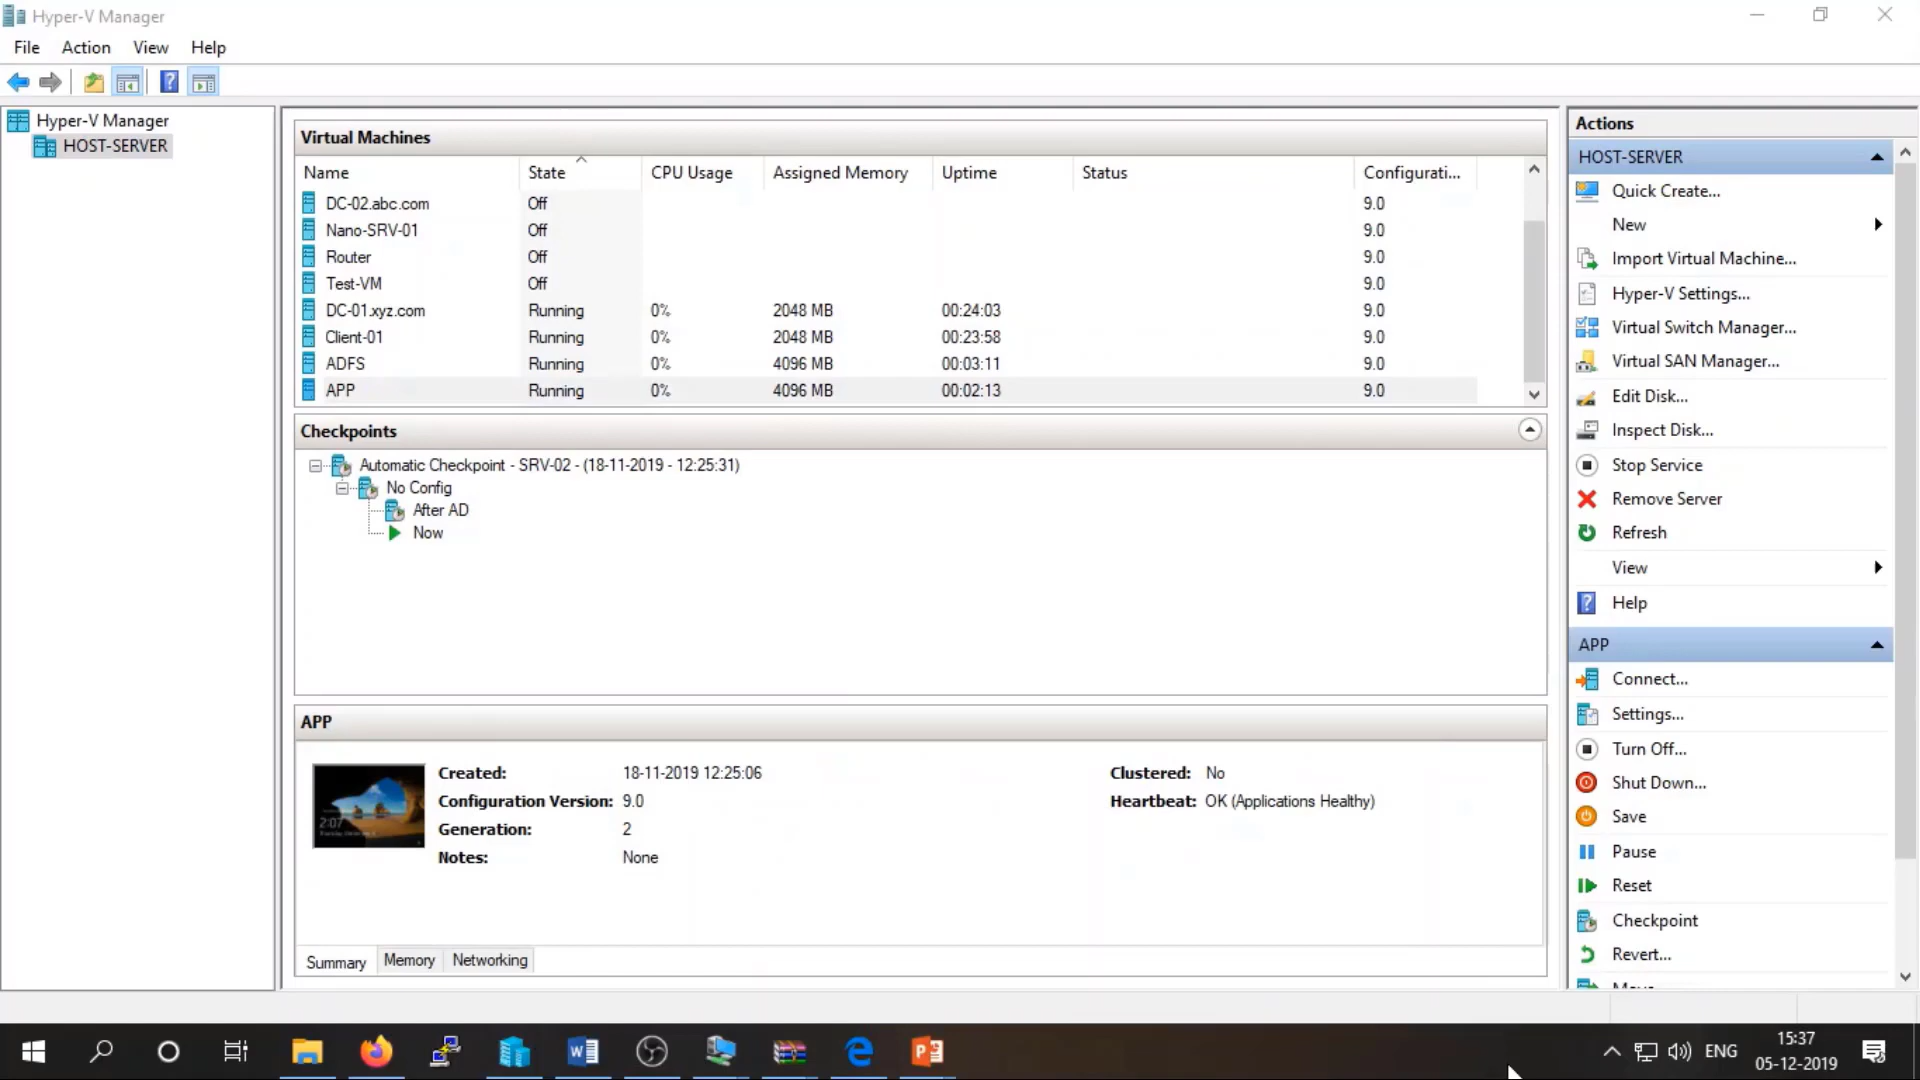 Hyper-V Manager
File Action View Help
Hyper-V Manager
HOST-SERVER
Virtual Machines
Name State CPU Usage Assigned Memory Uptime Status Configurati...
DC-02.abc.com Off 9.0
Nano-SRV-01 Off 9.0
Router Off 9.0
Test-VM Off 9.0
DC-01.xyz.com Running 0% 2048 MB 00:24:03 9.0
Client-01 Running 0% 2048 MB 00:23:58 9.0
ADFS Running 0% 4096 MB 00:03:11 9.0
APP Running 0% 4096 MB 00:02:13 9.0
Checkpoints
Automatic Checkpoint - SRV-02 - (18-11-2019 - 12:25:31)
No Config
After AD
Now
APP
2:07
Created: 18-11-2019 12:25:06 Clustered: No
Configuration Version: 9.0 Heartbeat: OK (Applications Healthy)
Generation: 2
Notes: None
Summary Memory Networking
Actions
HOST-SERVER
Quick Create...
New
Import Virtual Machine...
Hyper-V Settings...
Virtual Switch Manager...
Virtual SAN Manager...
Edit Disk...
Inspect Disk...
Stop Service
Remove Server
Refresh
View
Help
APP
Connect...
Settings...
Turn Off...
Shut Down...
Save
Pause
Reset
Checkpoint
Revert...
ENG 15:37
05-12-2019